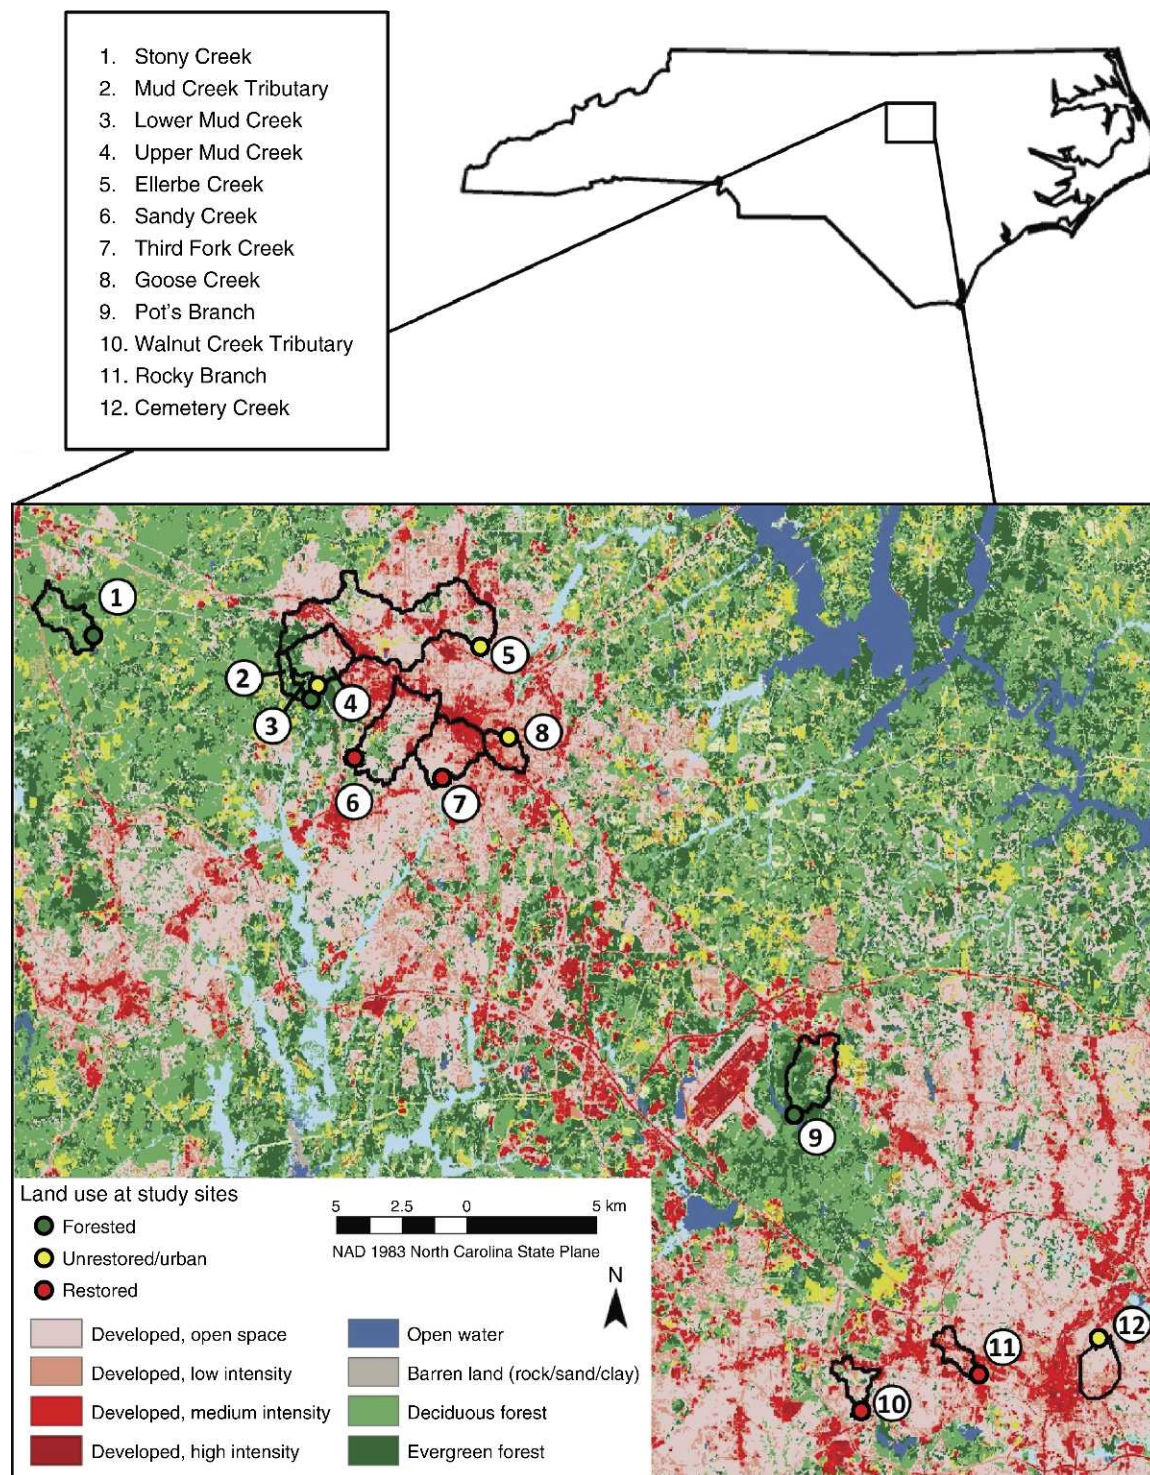 1. Stony Creek
2. Mud Creek Tributary
3. Lower Mud Creek
4. Upper Mud Creek
5. Ellerbe Creek
6. Sandy Creek
7. Third Fork Creek
8. Goose Creek
9. Pot's Branch
10. Walnut Creek Tributary
11. Rocky Branch
12. Cemetery Creek
1
2
3
4
5
6
7
8
9
10
11
12
Land use at study sites
Forested
Unrestored/urban
Restored
5 2.5 0 5 km
NAD 1983 North Carolina State Plane
N
Developed, open space
Developed, low intensity
Developed, medium intensity
Developed, high intensity
Open water
Barren land (rock/sand/clay)
Deciduous forest
Evergreen forest